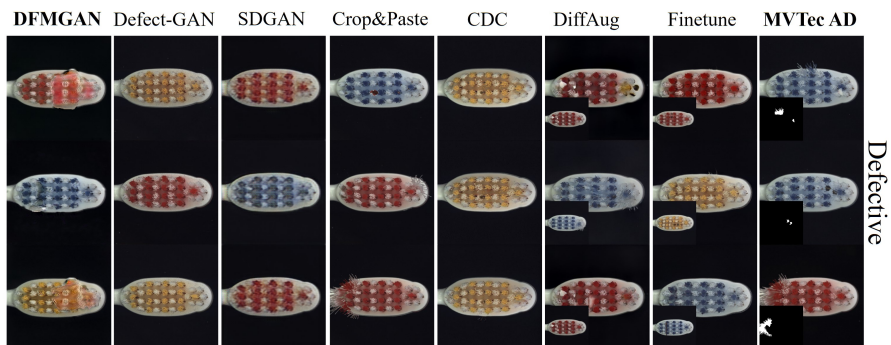 DFMGAN Defect-GAN SDGAN Crop&Paste CDC DiffAug Finetune MVTec AD
Defective